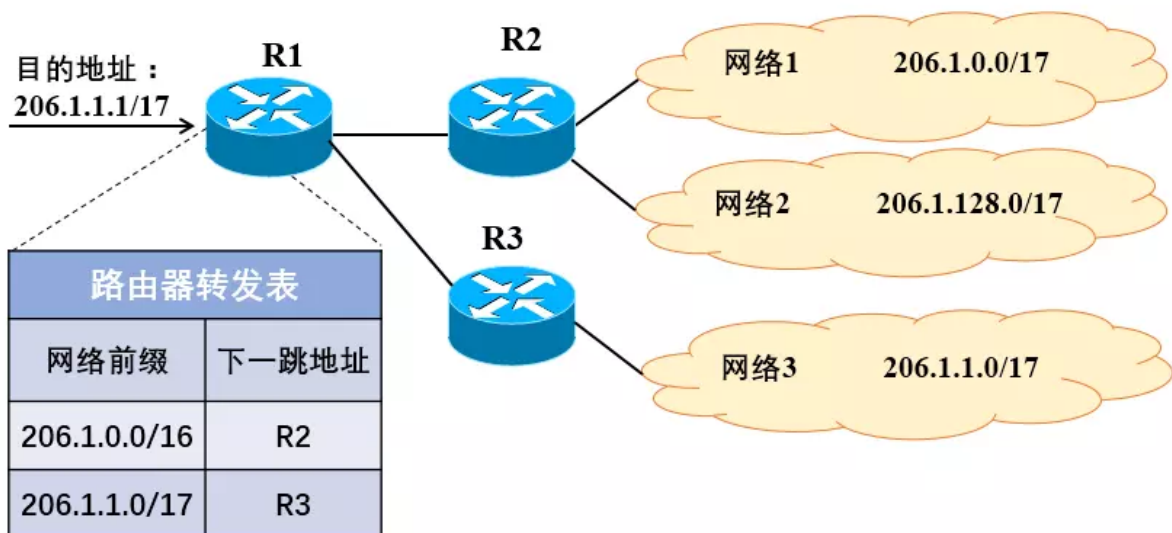 目的地址：
206.1.1.1/17
R1
R2
R3
网络1 206.1.0.0/17
网络2 206.1.128.0/17
网络3 206.1.1.0/17
路由器转发表
网络前缀 下一跳地址
206.1.0.0/16 R2
206.1.1.0/17 R3